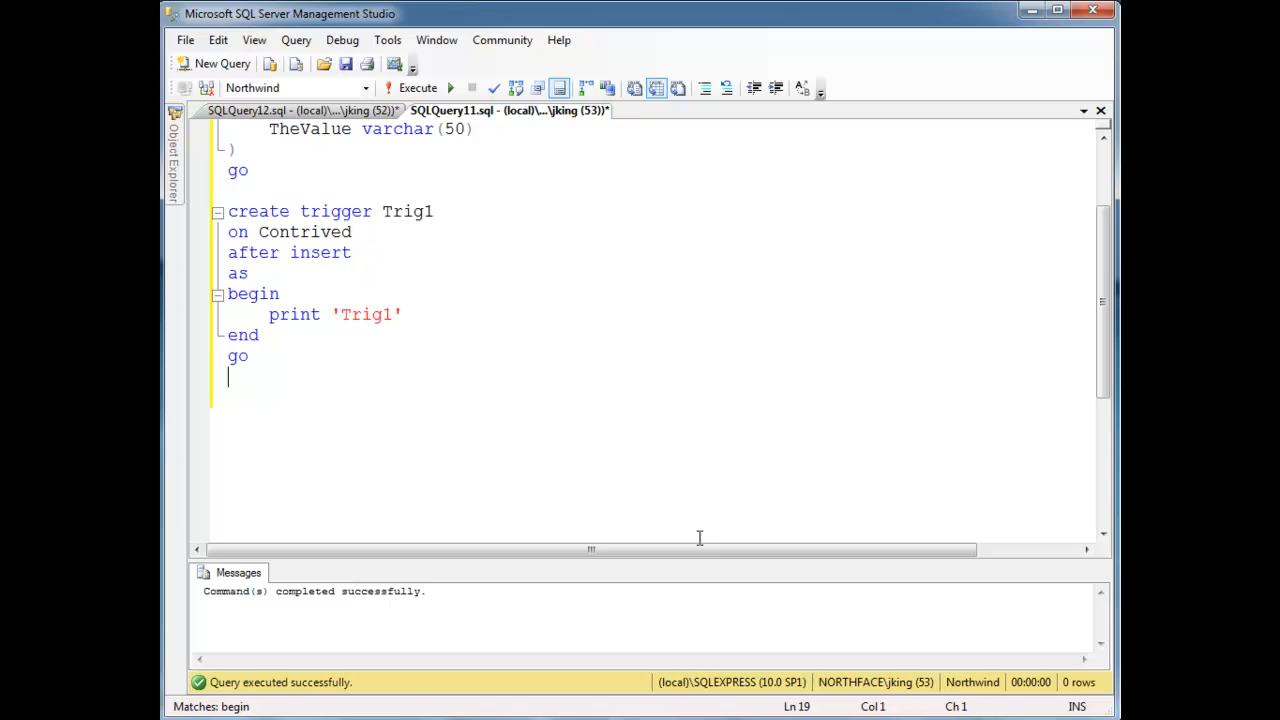 Microsoft SQL Server Management Studio
File Edit View Query Debug Tools Window Community Help
New Query
Northwind Execute
SQLQuery12.sql - (local)\...\jking (52))* SQLQuery11.sql - (local)\...\jking (53))*
Object Explorer
TheValue varchar(50)
)
go
create trigger Trig1
on Contrived
after insert
as
begin
print 'Trig1'
end
go
Messages
Command(s) completed successfully.
Query executed successfully. (local)\SQLEXPRESS (10.0 SP1) NORTHFACE\jking (53) Northwind 00:00:00 0 rows
Matches: begin Ln 19 Col 1 Ch 1 INS